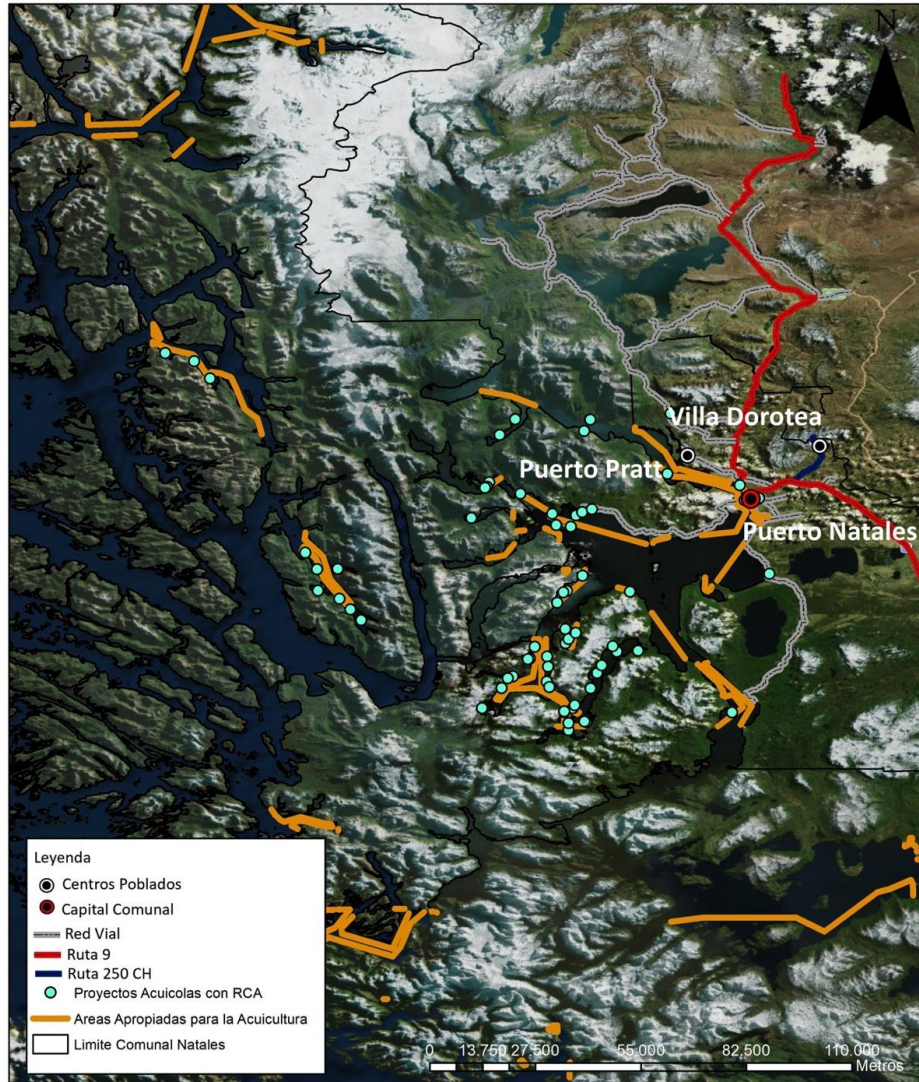 N
Villa Dorotea
Puerto Pratt
Puerto Natales
Leyenda
Centros Poblados
Capital Comunal
Red Vial
Ruta 9
Ruta 250 CH
Proyectos Acuicolas con RCA
Areas Apropiadas para la Acuicultura
Limite Comunal Natales
0 13.750 27.500 55.000 82.500 110.000
Metros